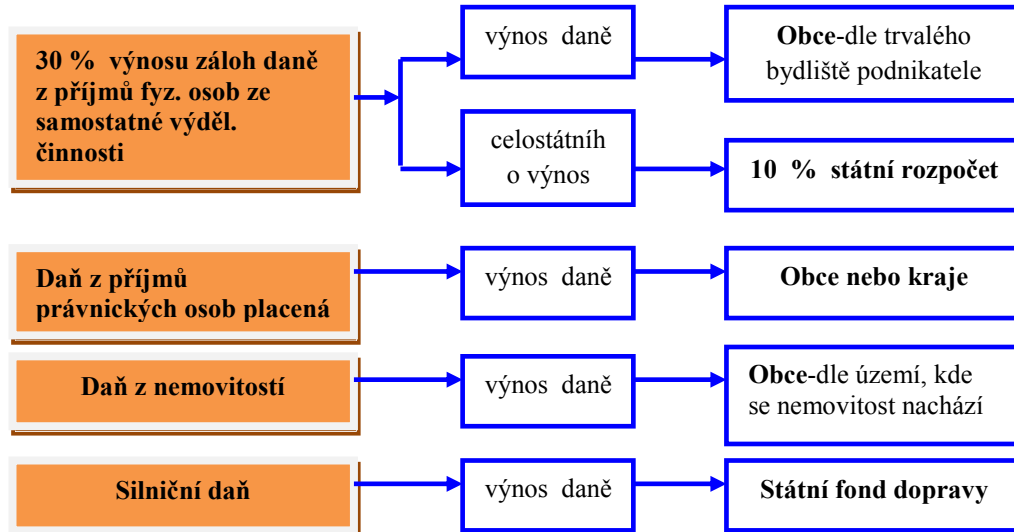 30 % výnosu záloh daně
z příjmů fyz. osob ze
samostatné výděl.
činnosti
výnos daně
Obce-dle trvalého
bydliště podnikatele
celostátních
o výnos
10 % státní rozpočet
Daň z příjmů
právnických osob placená
výnos daně
Obce nebo kraje
Daň z nemovitostí
výnos daně
Obce-dle území, kde
se nemovitost nachází
Silniční daň
výnos daně
Státní fond dopravy